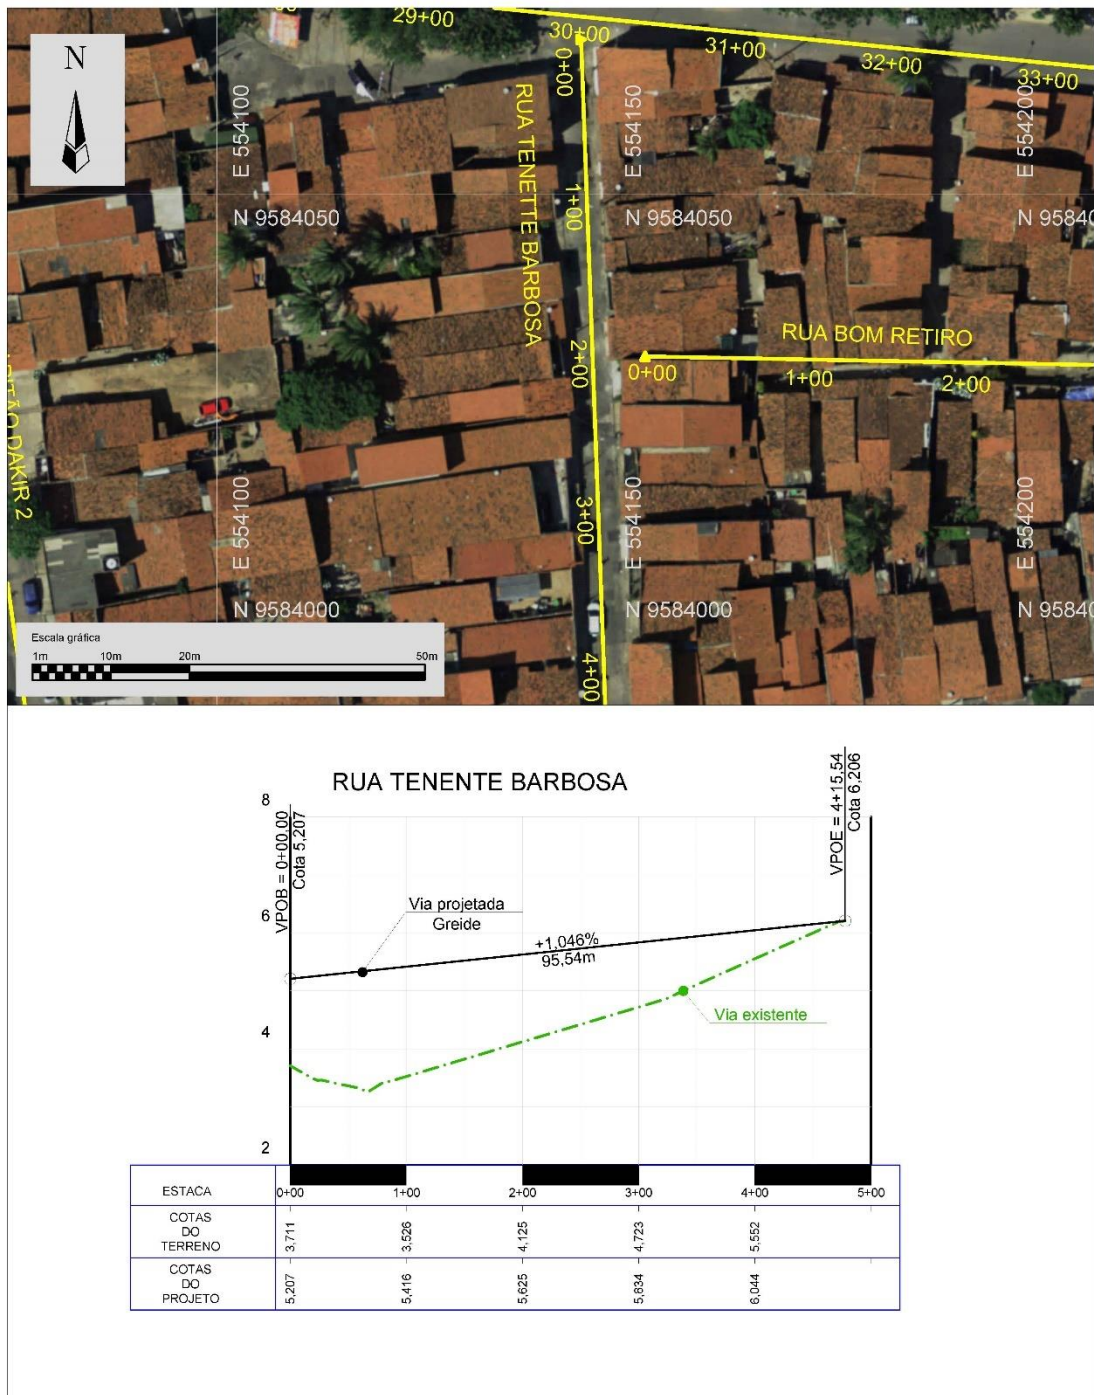 29+00
30+00
31+00
32+00
33+00
N
0+00
RUA TENETTE BARBOSA
E 554100
E 554150
E 554200
1+00
N 9584050
N 9584050
N 95840
RUA BOM RETIRO
0+00
1+00
2+00
2+00
ITÃO DAKIR 2
3+00
E 554100
E 554150
E 554200
N 9584000
N 9584000
N 95840
4+00
Escala gráfica
1m 10m 20m 50m
RUA TENENTE BARBOSA
VPOB = 0+00,00
Cota 5,207
VPOE = 4+15,54
Cota 6,206
8
6
4
2
Via projetada
Greide
+1,046%
95,54m
Via existente
ESTACA 0+00 1+00 2+00 3+00 4+00 5+00
COTAS
DO
TERRENO
3,711 3,526 4,125 4,723 5,552
COTAS
DO
PROJETO
5,207 5,416 5,625 5,834 6,044